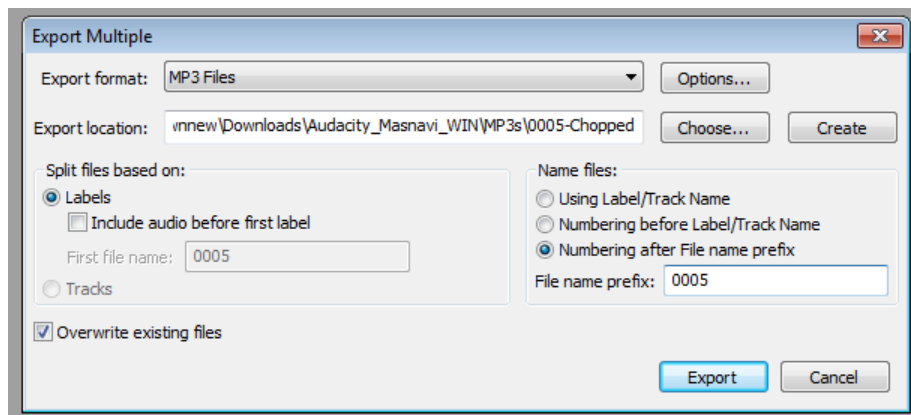 Export Multiple
Export format: MP3 Files Options...
Export location: vnnew\Downloads\Audacity_Masnavi_WIN\MP3s\0005-Chopped Choose... Create
Split files based on:
Labels
Include audio before first label
First file name: 0005
Tracks
Name files:
Using Label/Track Name
Numbering before Label/Track Name
Numbering after File name prefix
File name prefix: 0005
Overwrite existing files
Export Cancel